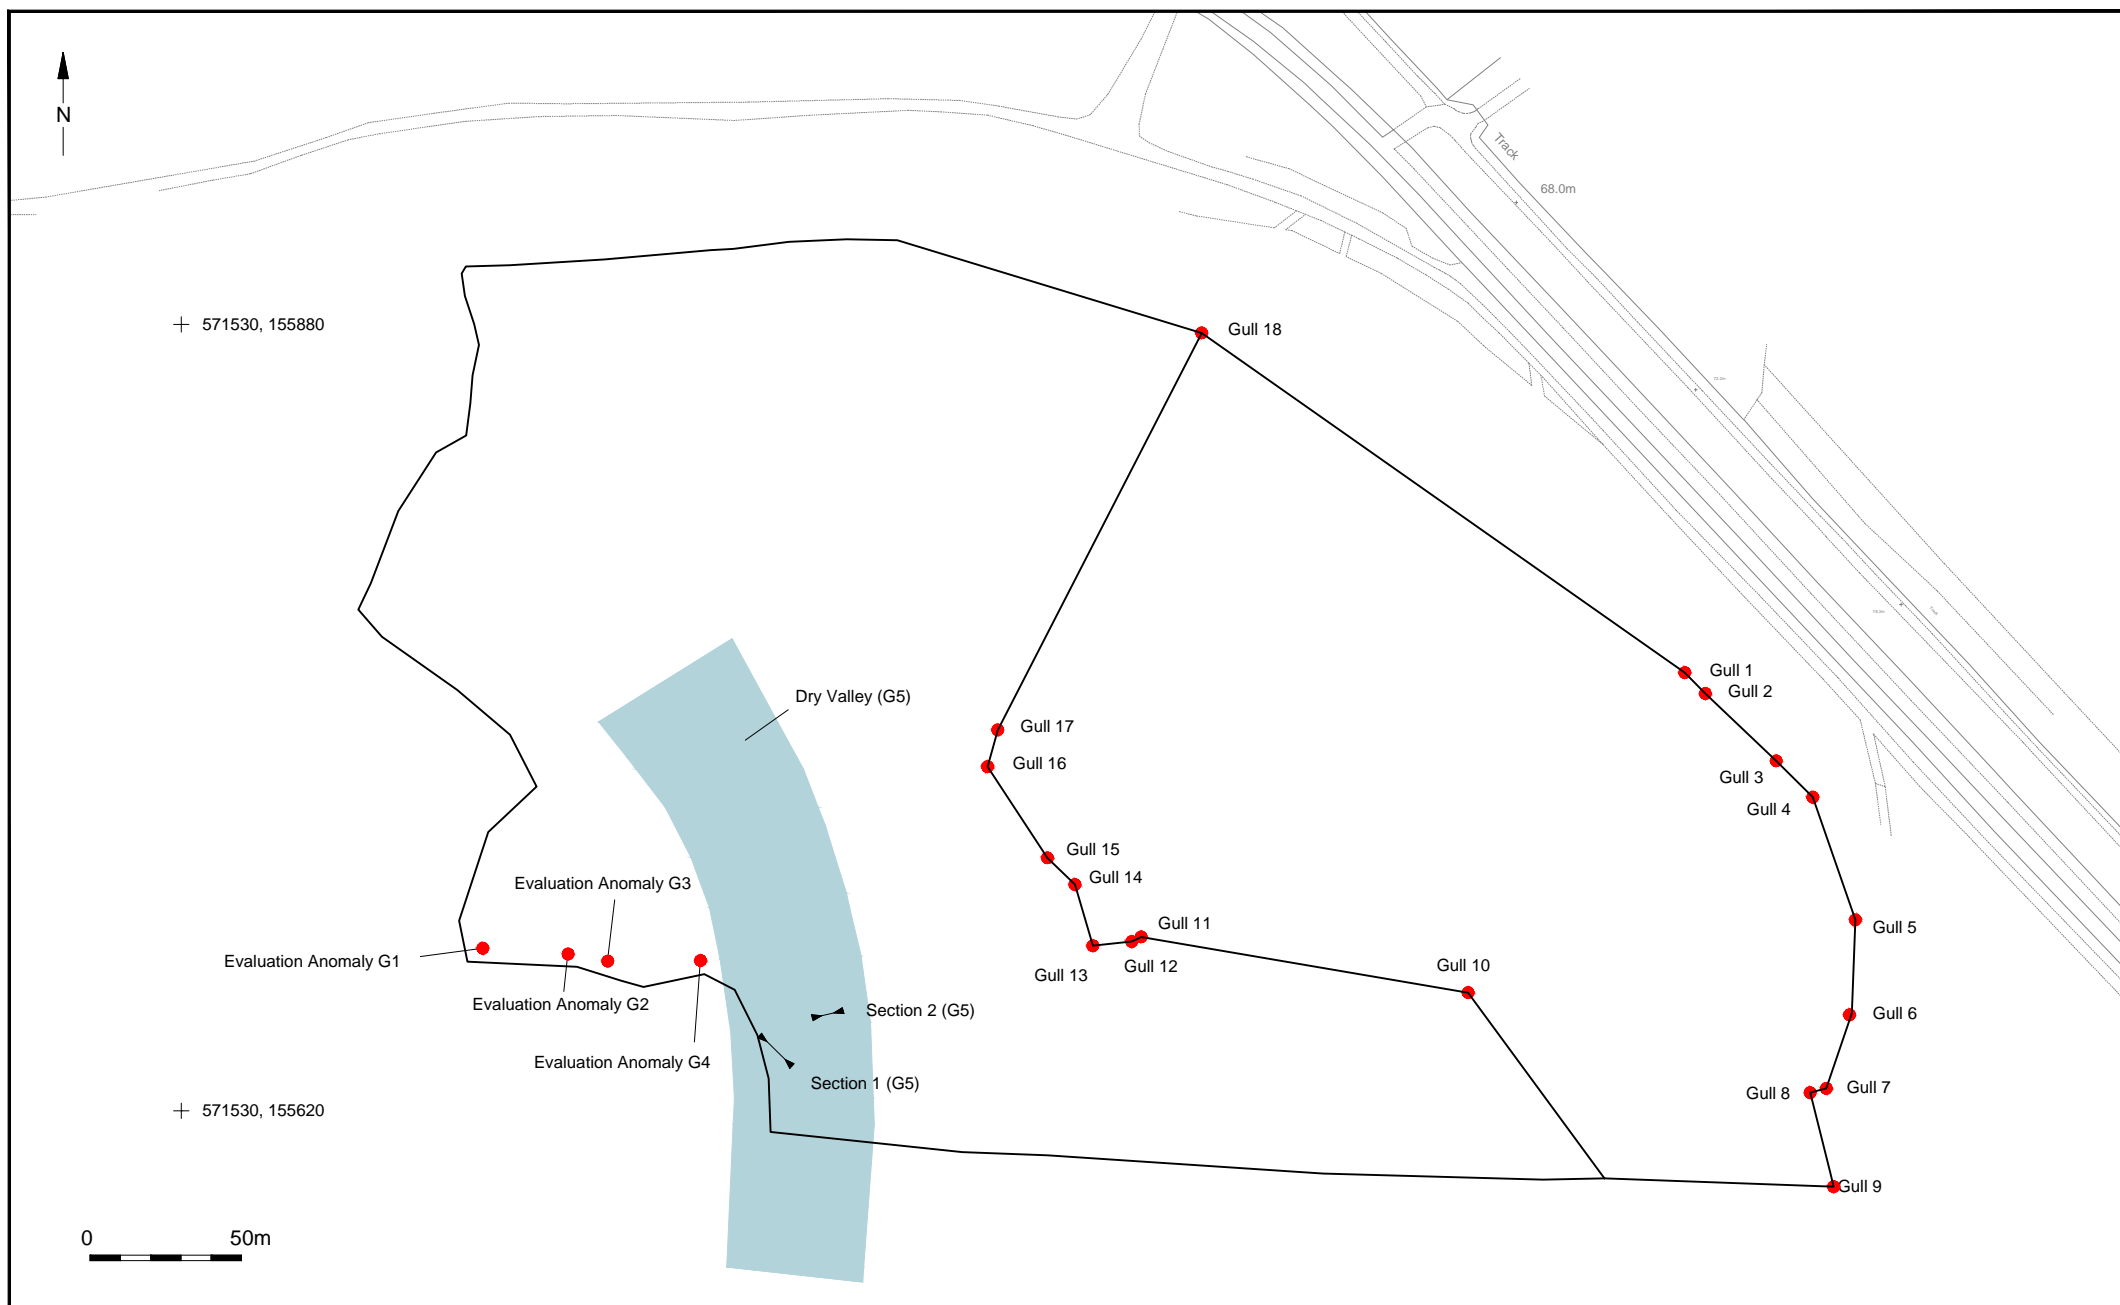 N
Track
68.0m
571530, 155880
Gull 18
Gull 1
Gull 2
Dry Valley (G5)
Gull 17
Gull 16
Gull 3
Gull 4
Gull 15
Gull 14
Evaluation Anomaly G3
Gull 11
Gull 5
Evaluation Anomaly G1
Gull 13
Gull 12
Gull 10
Evaluation Anomaly G2
Section 2 (G5)
Gull 6
Evaluation Anomaly G4
Section 1 (G5)
Gull 8
Gull 7
571530, 155620
Gull 9
0 50m